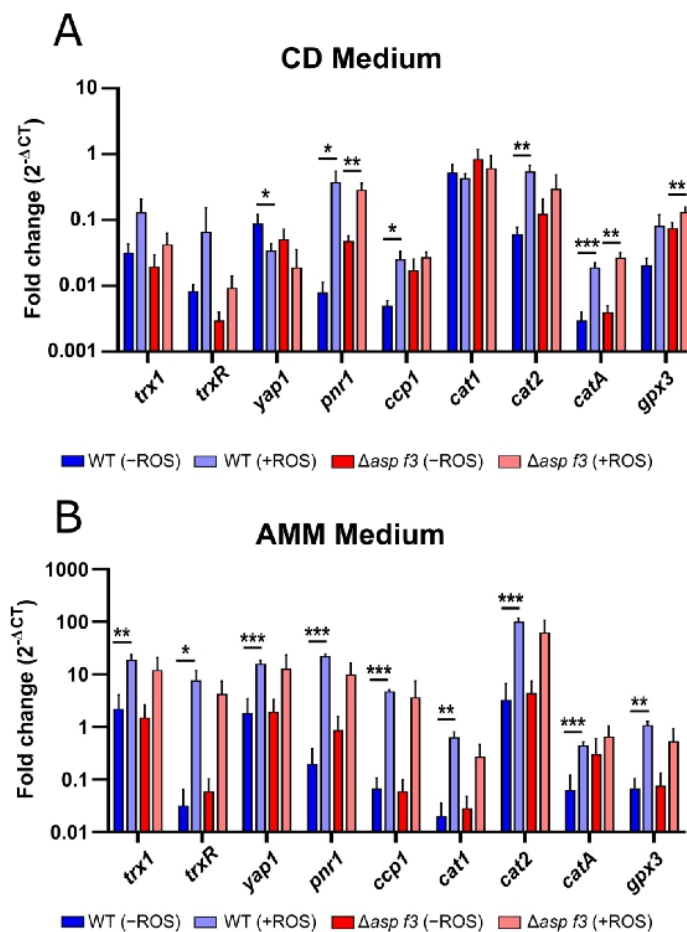 A
CD Medium
Fold change (2-ΔCT)
10
1
0.1
0.01
0.001
* * ** * ** *** ** **
trx1 trxR yap1 pnr1 ccp1 cat1 cat2 catA gpx3
WT (−ROS) WT (+ROS) Δasp f3 (−ROS) Δasp f3 (+ROS)
B
AMM Medium
Fold change (2-ΔCT)
1000
100
10
1
0.1
0.01
** * *** *** *** ** *** *** **
trx1 trxR yap1 pnr1 ccp1 cat1 cat2 catA gpx3
WT (−ROS) WT (+ROS) Δasp f3 (−ROS) Δasp f3 (+ROS)